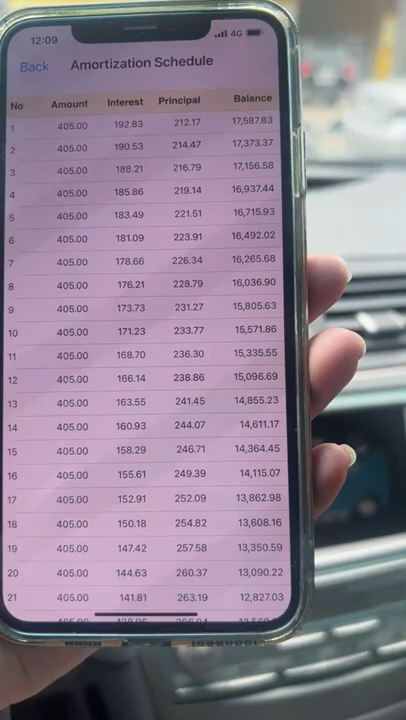 12:09 4G
Back Amortization Schedule
No Amount Interest Principal Balance
1 405.00 192.83 212.17 17,587.83
2 405.00 190.53 214.47 17,373.37
3 405.00 188.21 216.79 17,156.58
4 405.00 185.86 219.14 16,937.44
5 405.00 183.49 221.51 16,715.93
6 405.00 181.09 223.91 16,492.02
7 405.00 178.66 226.34 16,265.68
8 405.00 176.21 228.79 16,036.90
9 405.00 173.73 231.27 15,805.63
10 405.00 171.23 233.77 15,571.86
11 405.00 168.70 236.30 15,335.55
12 405.00 166.14 238.86 15,096.69
13 405.00 163.55 241.45 14,855.23
14 405.00 160.93 244.07 14,611.17
15 405.00 158.29 246.71 14,364.45
16 405.00 155.61 249.39 14,115.07
17 405.00 152.91 252.09 13,862.98
18 405.00 150.18 254.82 13,608.16
19 405.00 147.42 257.58 13,350.59
20 405.00 144.63 260.37 13,090.22
21 405.00 141.81 263.19 12,827.03